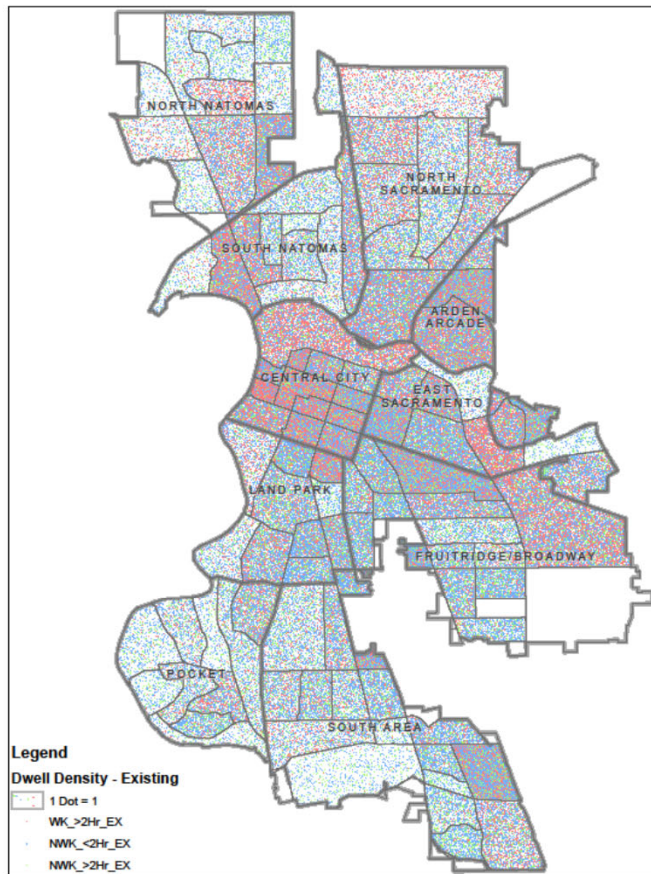 NORTH NATOMAS
NORTH
SACRAMENTO
SOUTH NATOMAS
ARDEN
ARCADE
CENTRAL CITY
EAST
SACRAMENTO
LAND PARK
FRUITRIDGE/BROADWAY
POCKET
SOUTH AREA
Legend
Dwell Density - Existing
1 Dot = 1
WK_>2Hr_EX
NWK_<2Hr_EX
NWK_>2Hr_EX